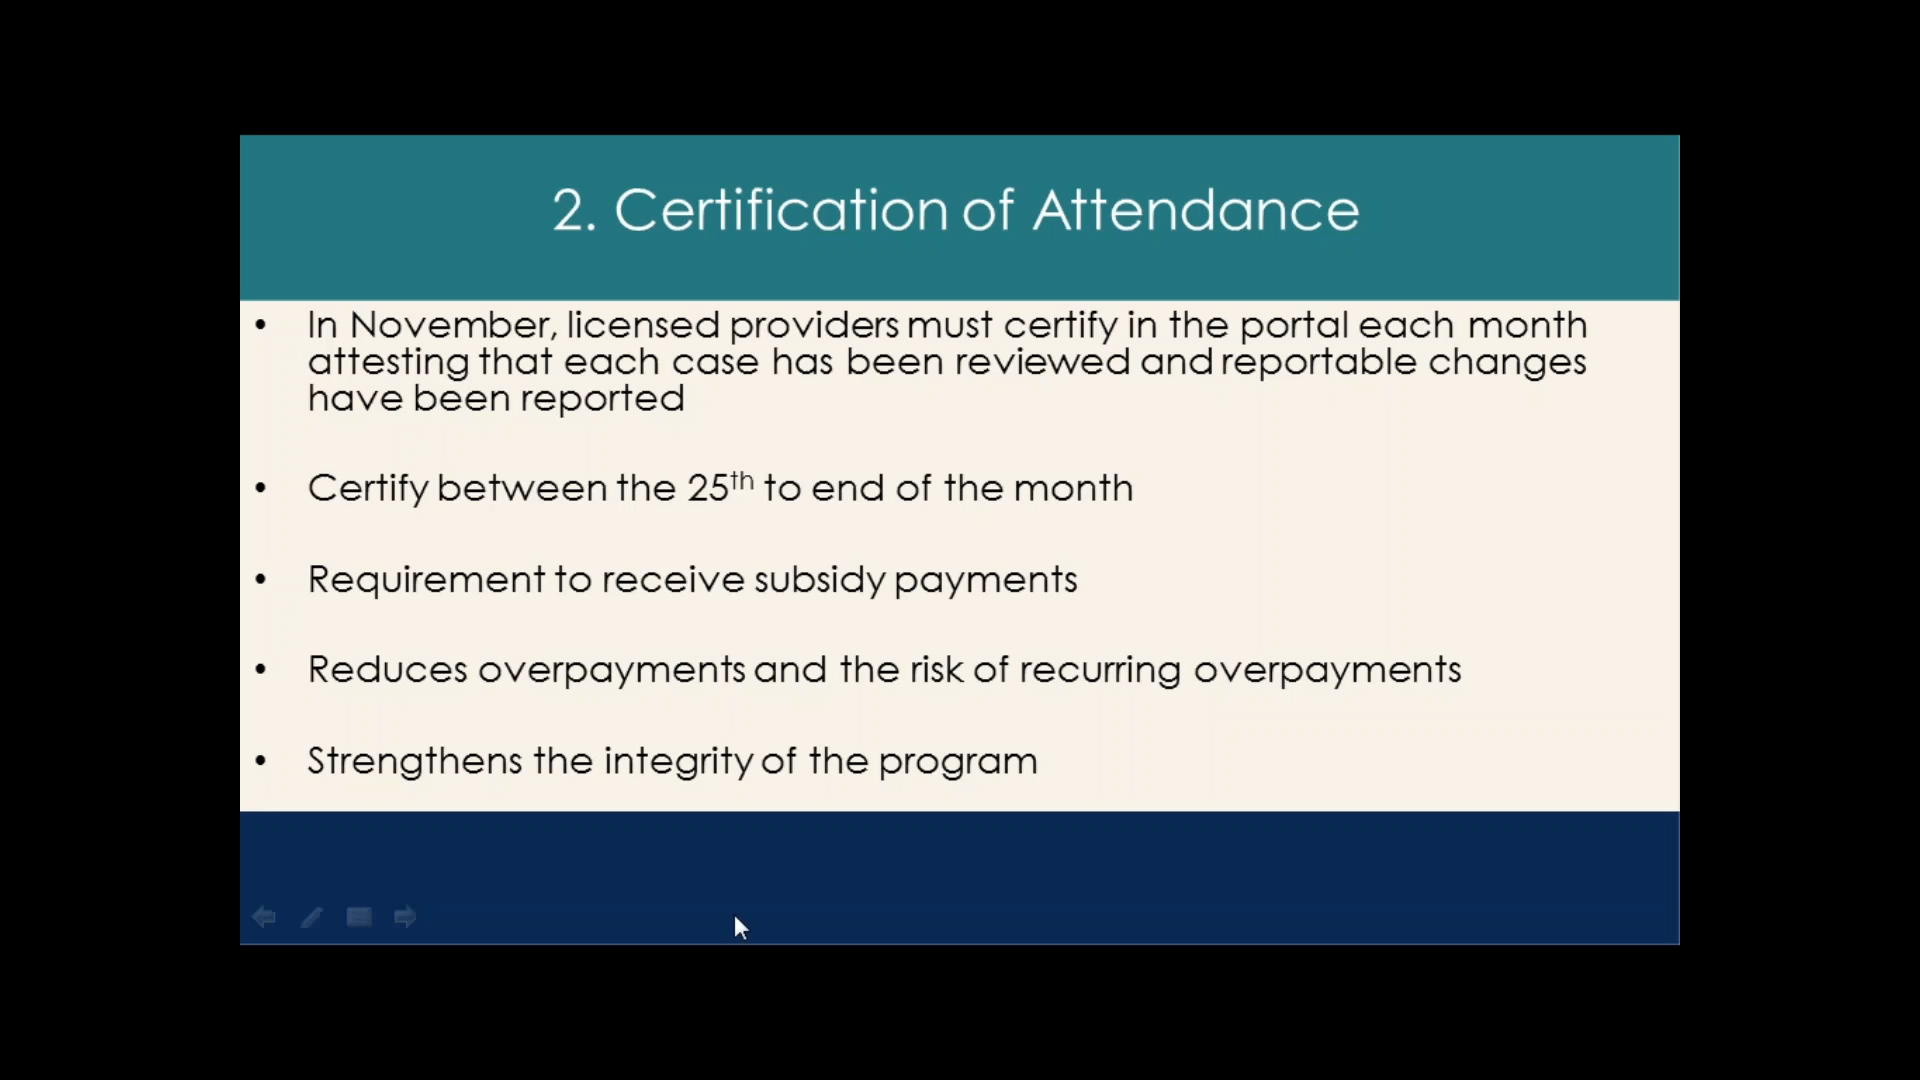 2. Certification of Attendance
• In November, licensed providers must certify in the portal each month
attesting that each case has been reviewed and reportable changes
have been reported
• Certify between the 25th to end of the month
• Requirement to receive subsidy payments
• Reduces overpayments and the risk of recurring overpayments
• Strengthens the integrity of the program